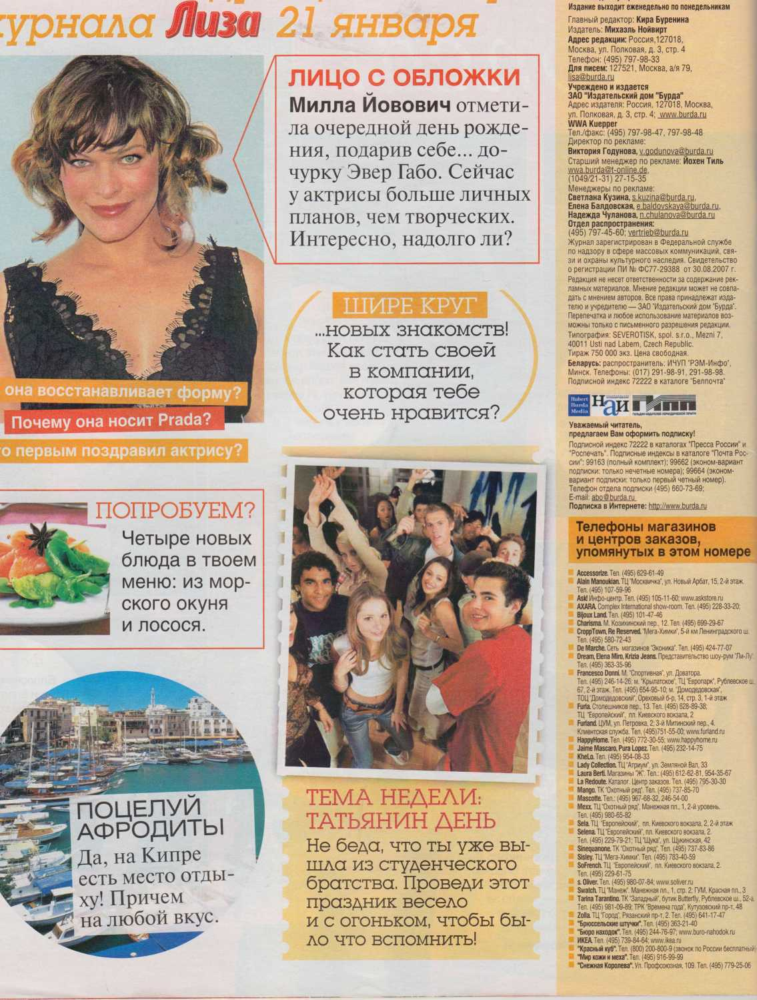 журнала Лиза 21 января
ЛИЦО С ОБЛОЖКИ
Милла Йовович отмети-
ла очередной день рожде-
ния, подарив себе... до-
чурку Эвер Габо. Сейчас
у актрисы больше личных
планов, чем творческих.
Интересно, надолго ли?
она восстанавливает форму?
Почему она носит Prada?
о первым поздравил актрису?
ШИРЕ КРУГ
...новых знакомств!
Как стать своей
в компании,
которая тебе
очень нравится?
ПОПРОБУЕМ?
Четыре новых
блюда в твоем
меню: из мор-
ского окуня
и лосося.
ПОЦЕЛУЙ
АФРОДИТЫ
Да, на Кипре
есть место отды-
ху! Причем
на любой вкус.
ТЕМА НЕДЕЛИ:
ТАТЬЯНИН ДЕНЬ
Не беда, что ты уже вы-
шла из студенческого
братства. Проведи этот
праздник весело
и с огоньком, чтобы бы-
ло что вспомнить!
Издание выходит еженедельно по понедельникам
Главный редактор: Кира Буренина
Издатель: Михаэль Нойвирт
Адрес редакции: Россия,127018,
Москва, ул. Полковая, д. 3, стр. 4
Телефон: (495) 797-98-33
Для писем: 127521, Москва, а/я 79,
lisa@burda.ru
Учреждено и издается
ЗАО "Издательский дом "Бурда"
Адрес издателя: Россия, 127018, Москва,
ул. Полковая, д. 3, стр. 4; www.burda.ru
WWA Kuepper
Тел./факс: (495) 797-98-47, 797-98-48
Директор по рекламе:
Виктория Годунова, v.godunova@burda.ru
Старший менеджер по рекламе: Йохен Тиль
wwa.burda@t-online.de,
(1049/21-31) 27-15-35
Менеджеры по рекламе:
Светлана Кузина, s.kuzina@burda.ru,
Елена Балдовская, e.baldovskaya@burda.ru,
Надежда Чуланова, n.chulanova@burda.ru
Отдел распространения:
(495) 797-45-60; vertrieb@burda.ru
Журнал зарегистрирован в Федеральной службе
по надзору в сфере массовых коммуникаций, свя-
зи и охраны культурного наследия. Свидетельство
о регистрации ПИ № ФС77-29388 от 30.08.2007 г.
Редакция не несет ответственности за содержание рек-
ламных материалов. Мнение редакции может не совпа-
дать с мнением авторов. Все права принадлежат изда-
телю и учредителю — ЗАО "Издательский дом "Бурда".
Перепечатка и любое использование материалов воз-
можны только с письменного разрешения редакции.
Типография: SEVEROTISK, spol. s.r.o., Mezni 7,
40011 Usti nad Labem, Czech Republic.
Тираж 750 000 экз. Цена свободная.
Беларусь: распространитель: ИЧУП "РЭМ-Инфо",
Минск. Телефоны: (017) 291-98-91, 291-98-98.
Подписной индекс 72222 в каталоге "Белпочта"
Hubert
Burda
Media
наи
ГИПП
ГИЛЬДИЯ ИЗДАТЕЛЕЙ ПЕРИОДИЧЕСКОЙ ПЕЧАТИ
Уважаемый читатель,
предлагаем Вам оформить подписку!
Подписной индекс 72222 в каталогах "Пресса России" и
"Роспечать". Подписные индексы в каталоге "Почта Рос-
сии": 99163 (полный комплект); 99662 (эконом-вариант
подписки: только нечетные номера); 99664 (эконом-
вариант подписки: только первый четный номер).
Телефон отдела подписки (495) 660-73-69;
E-mail: abo@burda.ru
Подписка в Интернете: http://www.burda.ru
Телефоны магазинов
и центров заказов,
упомянутых в этом номере
Accessorize. Тел. (495) 629-61-49
Alain Manoukian. ТЦ "Москвичка", ул. Новый Арбат, 15, 2-й этаж.
Тел. (495) 107-59-96
Ask! Инфо-центр. Тел. (495) 105-11-60; www.askstore.ru
AXARA. Complex International show-room. Тел. (495) 228-33-20;
Bijoux Land. Тел. (495) 101-47-46
Charisma. М. Козихинский пер., 12. Тел. (495) 699-29-67
CroppTown, Re Reserved. "Мега-Химки", 5-й км Ленинградского ш.
Тел. (495) 580-72-43
De Marche. Сеть магазинов "Эконика". Тел. (495) 424-77-07
Dream, Elena Miro, Krizia Jeans. Представительство шоу-рум "Ли-Лу".
Тел. (495) 363-35-96
Francesco Donni. М. "Спортивная", ул. Доватора.
Тел. (495) 246-14-26; м. "Крылатское", ТЦ "Европарк", Рублевское ш.,
67, 2-й этаж. Тел. (495) 654-95-10; м. "Домодедовская",
ТОЦ "Домодедовский", Ореховый б-р, 14, стр. 3, 1-й этаж
Furla. Столешников пер., 13. Тел. (495) 628-89-38;
ТЦ "Европейский", пл. Киевского вокзала, 2
Furland. ЦУМ, ул. Петровка, 2; 3-й Митинский пер., 4.
Клиентская служба. Тел. (495)751-55-00; www.furland.ru
HappyHome. Тел. (495) 772-30-55; www.happyhome.ru
Jaime Mascaro, Pura Lopez. Тел. (495) 232-14-75
KheLo. Тел. (495) 954-08-33
Lady Collection. ТЦ "Атриум", ул. Земляной Вал, 33
Laura Berti. Магазины "Ж". Тел.: (495) 612-62-81, 954-35-67
La Redoute. Каталог. Центр заказов. Тел. (495) 795-30-30
Mango. ТК "Охотный ряд". Тел. (495) 737-85-70
Mascotte. Тел.: (495) 967-68-32, 246-54-00
Mexx. ТЦ "Охотный ряд", Манежная пл., 1, 2-й уровень.
Тел. (495) 980-65-82
Sela. ТЦ "Европейский", пл. Киевского вокзала, 2, 2-й этаж
Selena. ТЦ "Европейский", пл. Киевского вокзала, 2.
Тел. (495) 229-79-21; ТЦ "Щука", ул. Щукинская, 42
Sinequanone. ТК "Охотный ряд". Тел. (495) 737-83-86
Sisley. ТЦ "Мега-Химки". Тел. (495) 783-40-59
SoFrench. ТЦ "Европейский", пл. Киевского вокзала, 2.
Тел. (495) 229-61-75
s. Oliver. Тел. (495) 980-07-84; www.soliver.ru
Swatch. ТЦ "Манеж". Манежная пл., 1, стр. 2; ГУМ, Красная пл., 3
Tarina Tarantino. ТК "Западный", бутик Butterfly, Рублевское ш., 52-а.
Тел. (495) 981-09-89; ТРК "Времена года", Кутузовский пр-т, 48
Zolla. ТЦ "Город", Рязанский пр-т, 2. Тел. (495) 641-17-47
"Брюссельские штучки". Тел. (495) 363-21-40
"Бюро находок". Тел. (495) 244-76-97; www.buro-nahodok.ru
ИКЕА. Тел. (495) 739-84-64; www.ikea.ru
"Красный куб". Тел. (800) 200-800-9 (звонок по России бесплатный)
"Мир кожи и меха". Тел. (495) 916-99-99
"Снежная Королева". Ул. Профсоюзная, 109. Тел. (495) 779-25-06